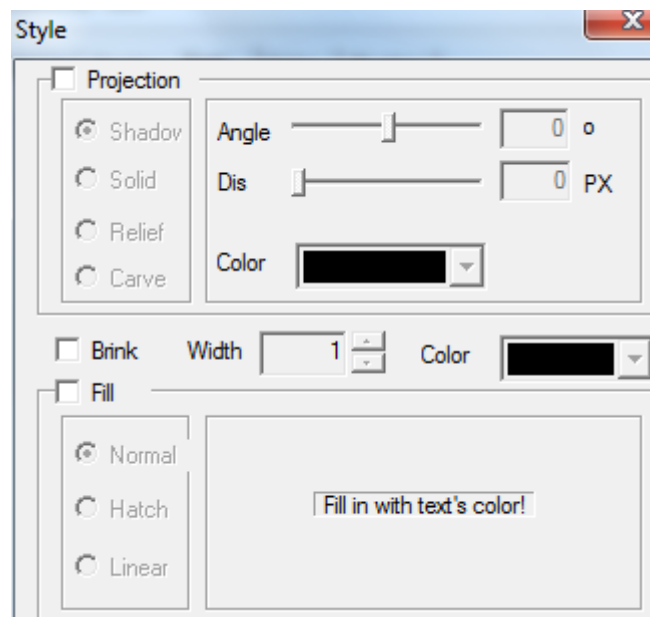 Style
Projection
Shadov
Angle 0 o
Solid
Dis 0 PX
Relief
Color
Carve
Brink Width 1 Color
Fill
Normal
Fill in with text's color!
Hatch
Linear